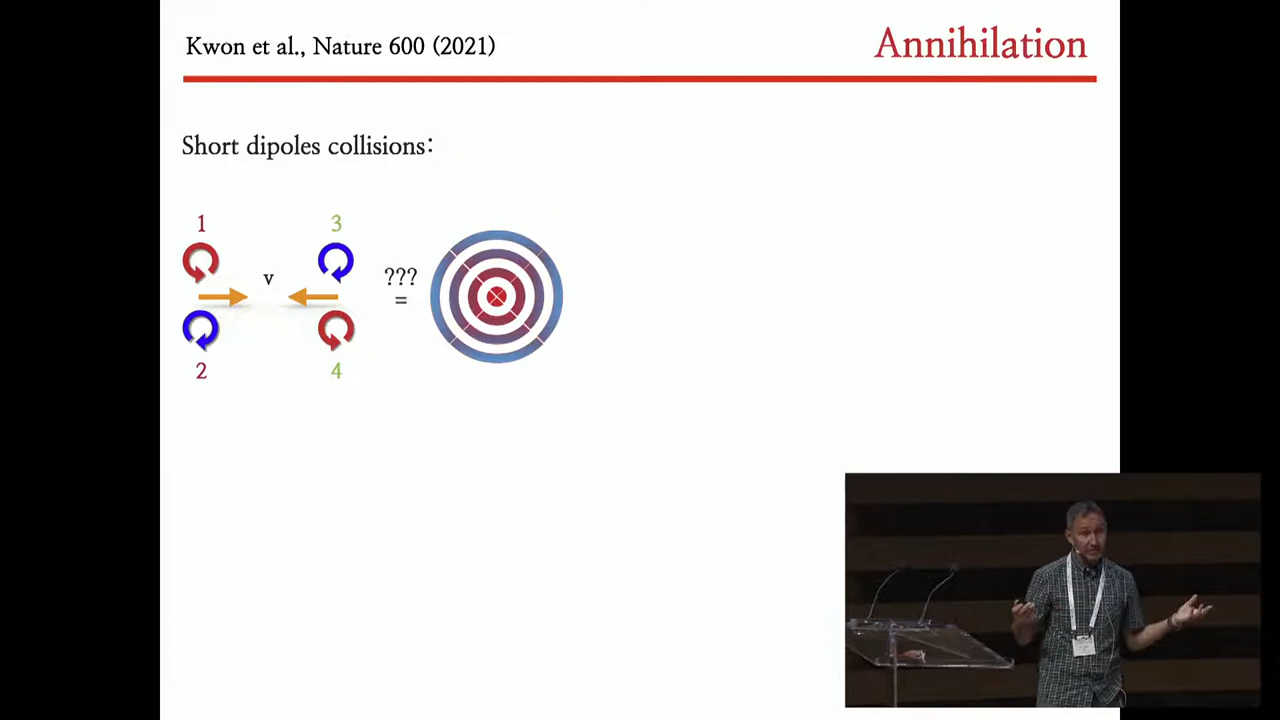 Kwon et al., Nature 600 (2021)
Annihilation
Short dipoles collisions:
1
3
v
???
=
2
4